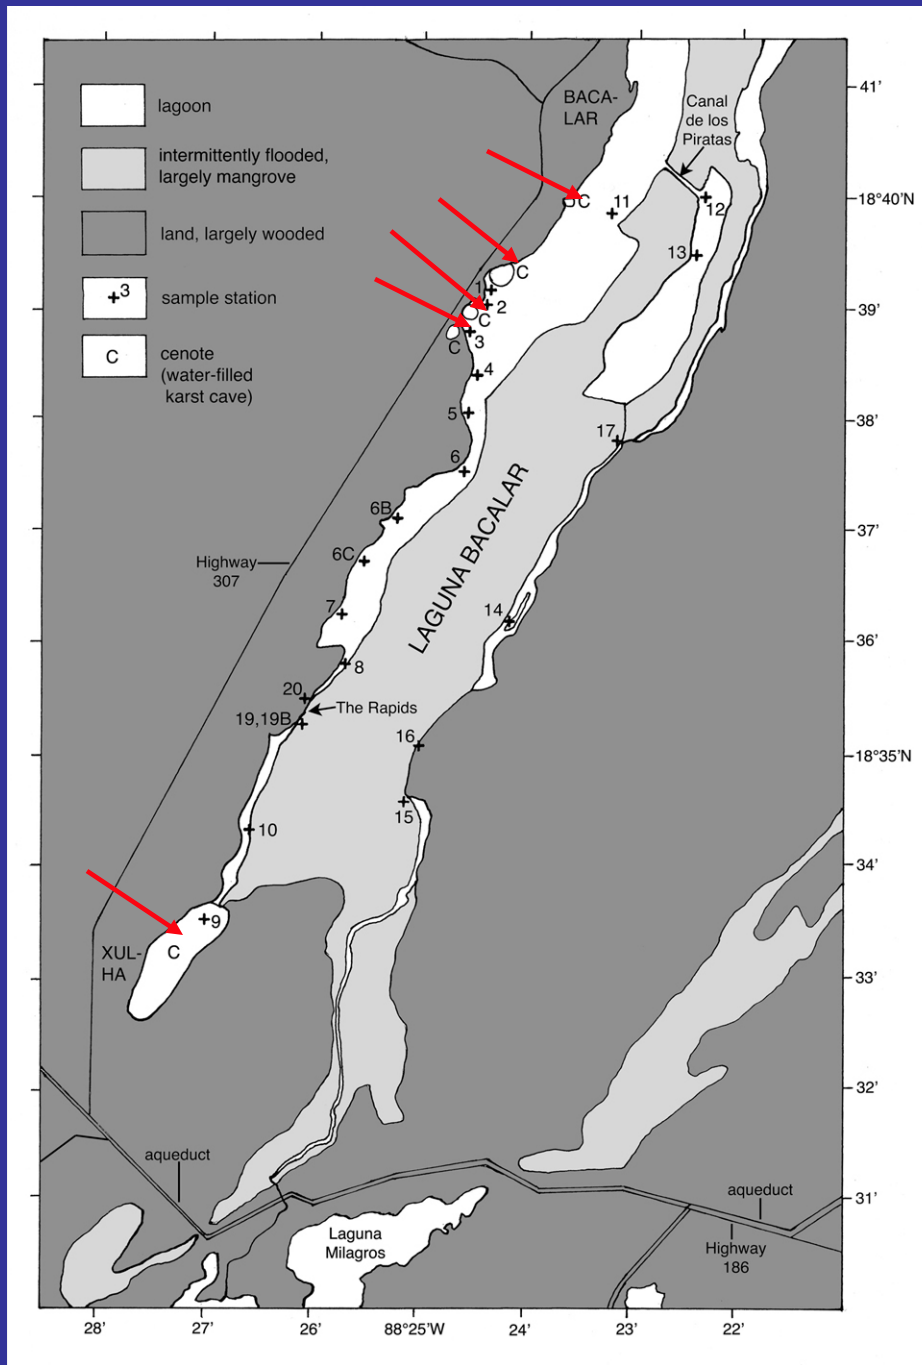 lagoon
intermittently flooded,
largely mangrove
land, largely wooded
3
sample station
C
cenote
(water-filled
karst cave)
BACA-
LAR
Canal
de los
Piratas
41'
C
11
12
18°40'N
13
C
1
2
39'
C
3
C
4
5
38'
17
6
6B
37'
6C
Highway
307
LAGUNA BACALAR
7
14
36'
8
20
The Rapids
19,19B
16
18°35'N
15
10
34'
9
C
XUL-
HA
33'
32'
aqueduct
31'
aqueduct
Laguna
Milagros
Highway
186
28'
27'
26'
88°25'W
24'
23'
22'